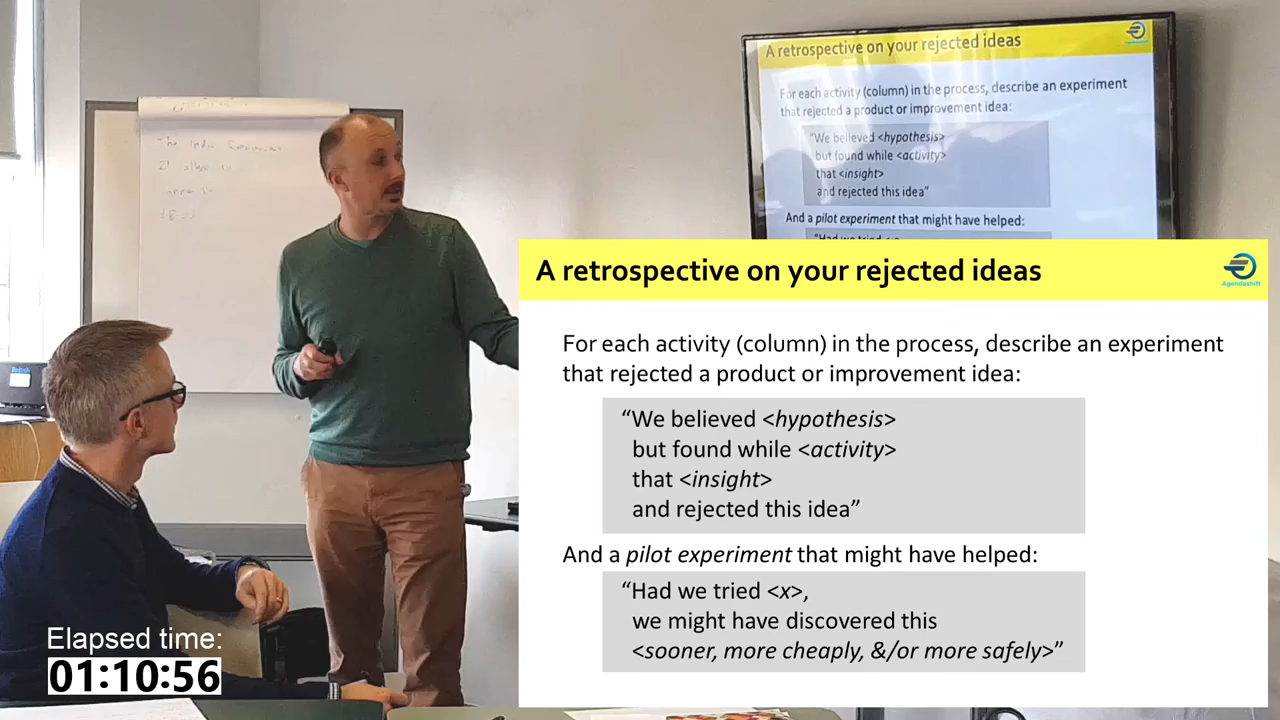 A retrospective on your rejected ideas
Agendashift
For each activity (column) in the process, describe an experiment
that rejected a product or improvement idea:
"We believed <hypothesis>
but found while <activity>
that <insight>
and rejected this idea"
And a pilot experiment that might have helped:
"Had we tried
A retrospective on your rejected ideas
Agendashift
For each activity (column) in the process, describe an experiment
that rejected a product or improvement idea:
“We believed <hypothesis>
but found while <activity>
that <insight>
and rejected this idea”
And a pilot experiment that might have helped:
“Had we tried <x>,
we might have discovered this
<sooner, more cheaply, &/or more safely>”
Elapsed time:
01:10:56